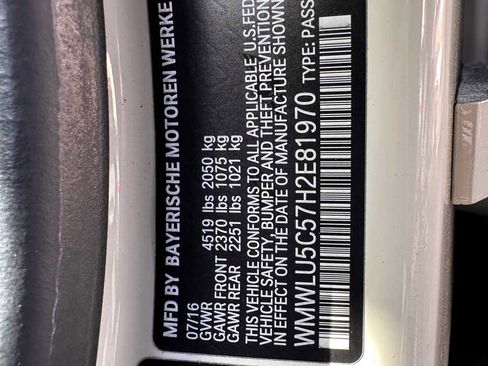 MFD BY BAYERISCHE MOTOREN WERKE
07/16
GVWR 4519 lbs 2050 kg
GAWR FRONT 2370 lbs 1075 kg
GAWR REAR 2251 lbs 1021 kg
THIS VEHICLE CONFORMS TO ALL APPLICABLE U.S.FED
VEHICLE SAFETY, BUMPER AND THEFT PREVENTION
IN EFFECT ON THE DATE OF MANUFACTURE SHOWN
WMWLU5C57H2E81970 TYPE: PASS